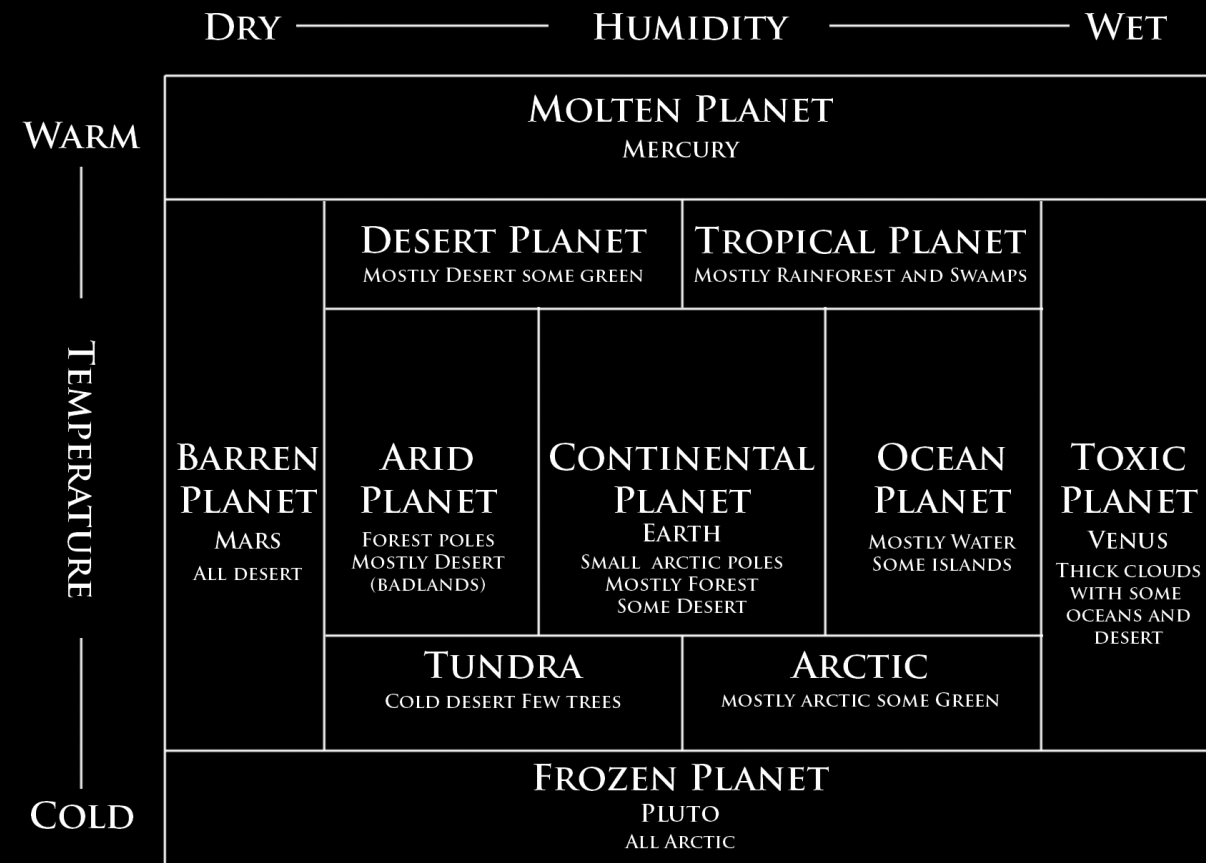 DRY HUMIDITY WET
WARM
TEMPERATURE
COLD
MOLTEN PLANET
MERCURY
DESERT PLANET
MOSTLY DESERT SOME GREEN
TROPICAL PLANET
MOSTLY RAINFOREST AND SWAMPS
BARREN
PLANET
MARS
ALL DESERT
ARID
PLANET
FOREST POLES
MOSTLY DESERT
(BADLANDS)
CONTINENTAL
PLANET
EARTH
SMALL ARCTIC POLES
MOSTLY FOREST
SOME DESERT
OCEAN
PLANET
MOSTLY WATER
SOME ISLANDS
TOXIC
PLANET
VENUS
THICK CLOUDS
WITH SOME
OCEANS AND
DESERT
TUNDRA
COLD DESERT FEW TREES
ARCTIC
MOSTLY ARCTIC SOME GREEN
FROZEN PLANET
PLUTO
ALL ARCTIC